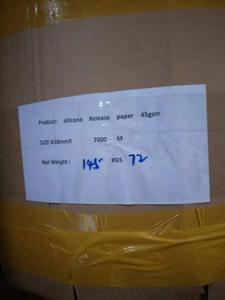 Product: silicone Release paper 45gsm
SIZE:438mmX 7000 M
Net Weight: 145 KGS 72